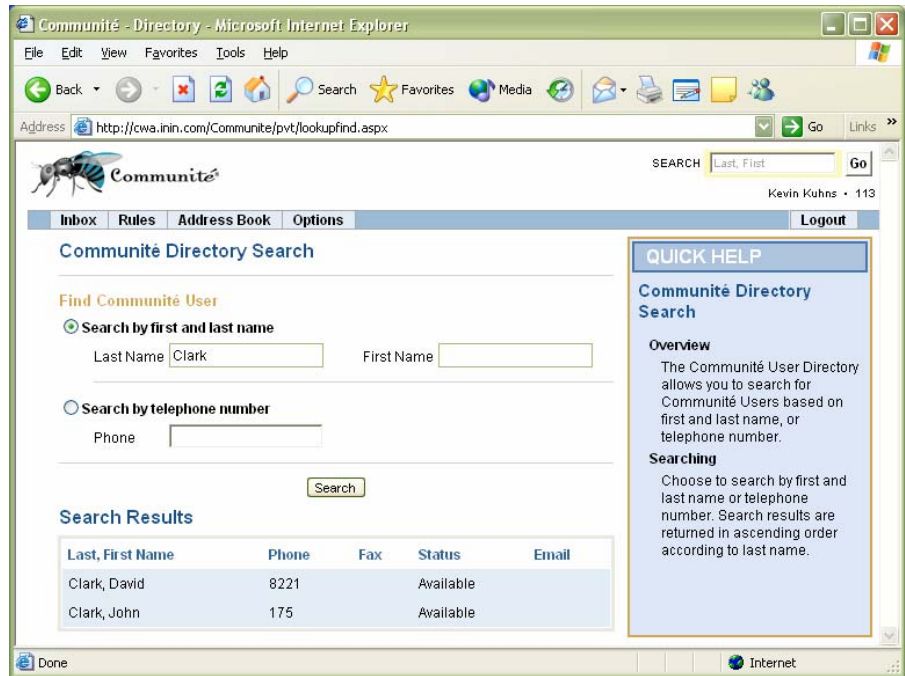 Communité - Directory - Microsoft Internet Explorer
File Edit View Favorites Tools Help
Back Search Favorites Media
Address http://cwa.inin.com/Communite/pvt/lookupfind.aspx Go Links »
Communité
SEARCH Last, First Go
Kevin Kuhns • 113
Inbox Rules Address Book Options Logout
Communité Directory Search
Find Communité User
Search by first and last name
Last Name Clark First Name
Search by telephone number
Phone
Search
Search Results
Last, First Name Phone Fax Status Email
Clark, David 8221 Available
Clark, John 175 Available
QUICK HELP
Communité Directory
Search
Overview
The Communité User Directory
allows you to search for
Communité Users based on
first and last name, or
telephone number.
Searching
Choose to search by first and
last name or telephone
number. Search results are
returned in ascending order
according to last name.
Done Internet